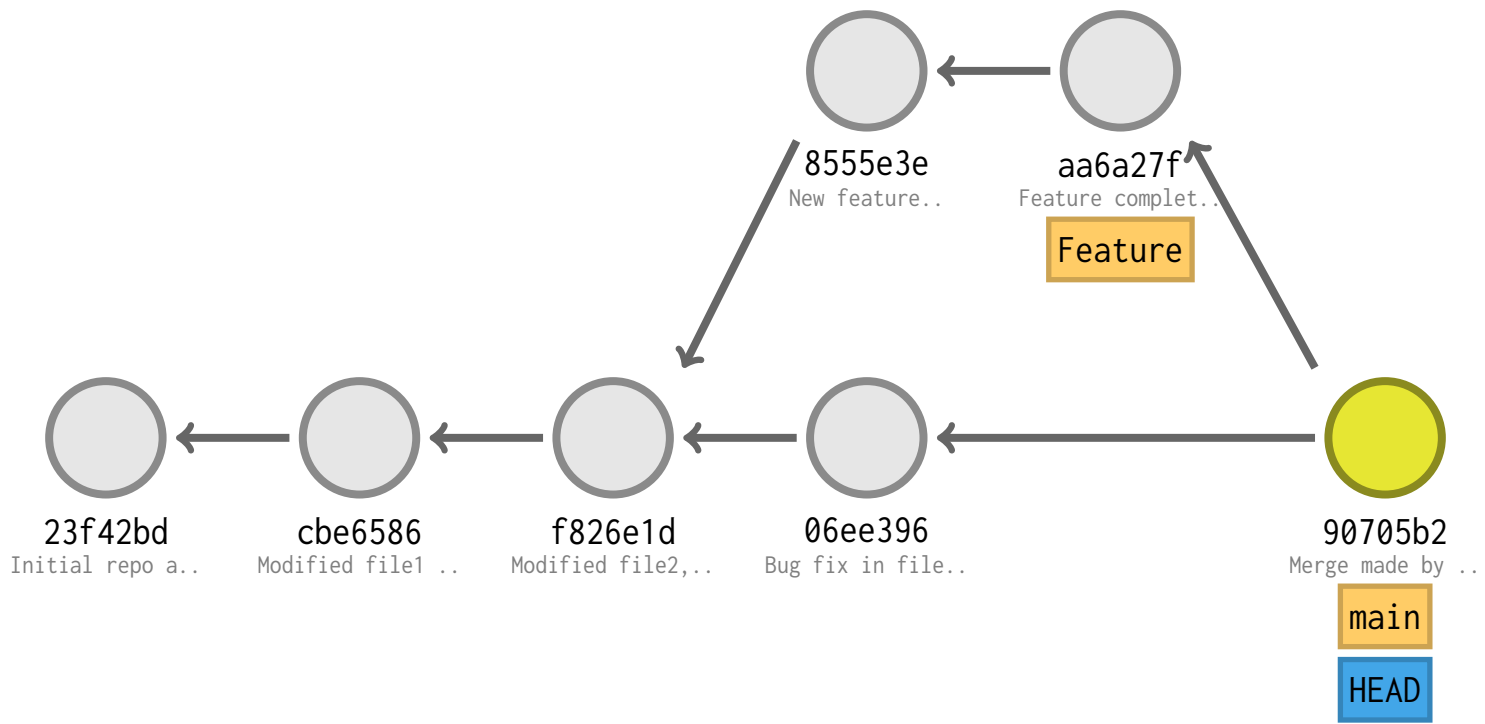 8555e3e
New feature..
aa6a27f
Feature complet..
Feature
23f42bd
Initial repo a..
cbe6586
Modified file1 ..
f826e1d
Modified file2,..
06ee396
Bug fix in file..
90705b2
Merge made by ..
main
HEAD